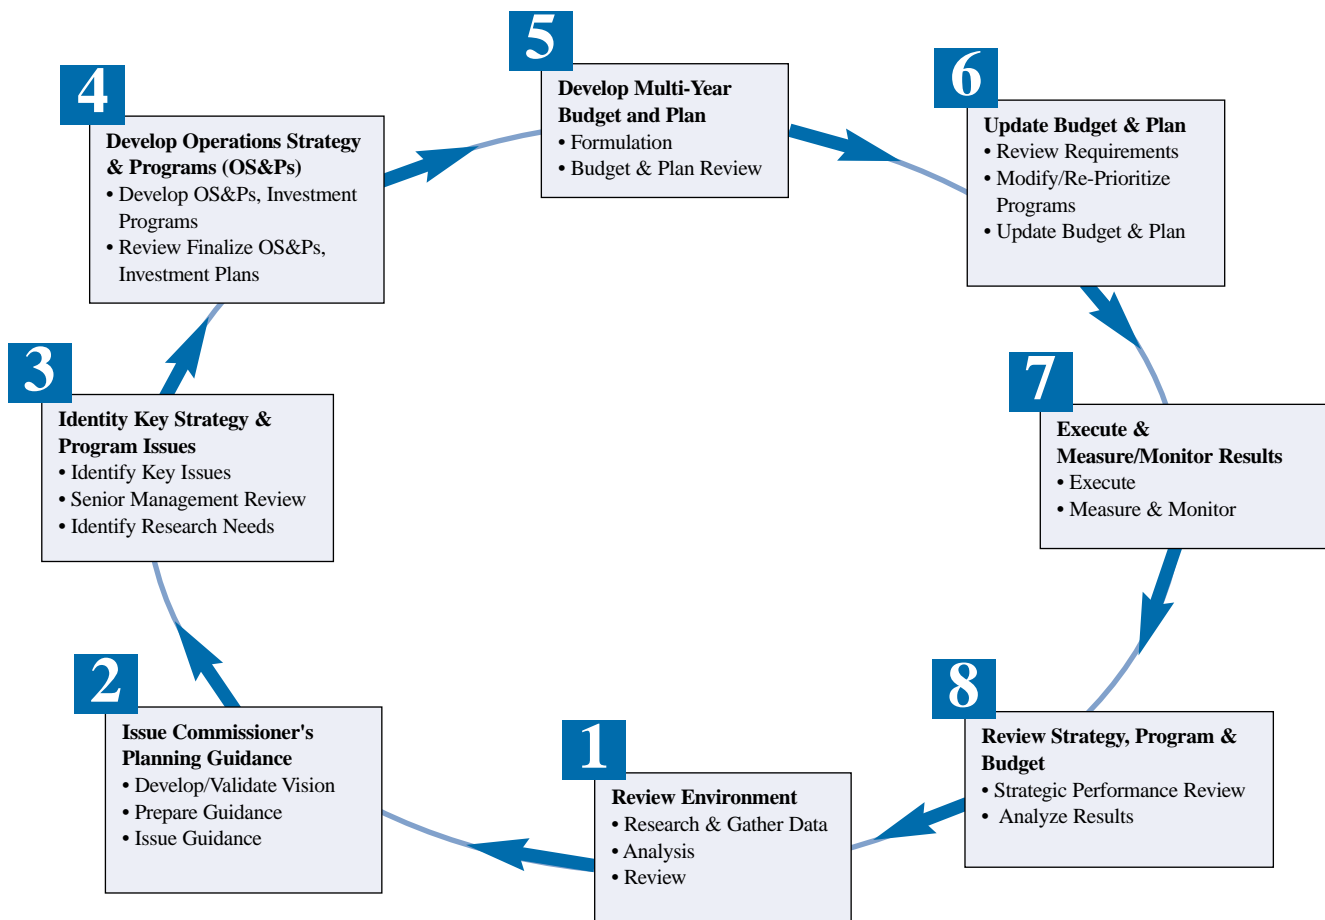 5
Develop Multi-Year
Budget and Plan
• Formulation
• Budget & Plan Review
4
Develop Operations Strategy
& Programs (OS&Ps)
• Develop OS&Ps, Investment
Programs
• Review Finalize OS&Ps,
Investment Plans
6
Update Budget & Plan
• Review Requirements
• Modify/Re-Prioritize
Programs
• Update Budget & Plan
3
Identity Key Strategy &
Program Issues
• Identify Key Issues
• Senior Management Review
• Identify Research Needs
7
Execute &
Measure/Monitor Results
• Execute
• Measure & Monitor
2
Issue Commissioner's
Planning Guidance
• Develop/Validate Vision
• Prepare Guidance
• Issue Guidance
1
Review Environment
• Research & Gather Data
• Analysis
• Review
8
Review Strategy, Program &
Budget
• Strategic Performance Review
• Analyze Results